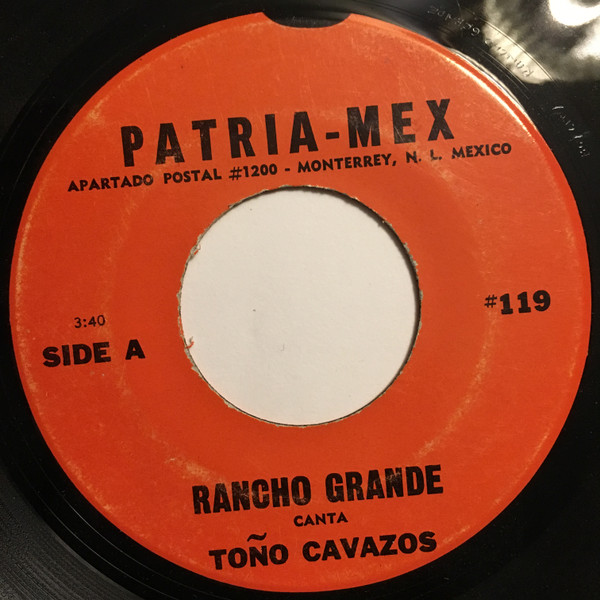 PATRIA-MEX
APARTADO POSTAL #1200 - MONTERREY, N. L. MEXICO
3:40
SIDE A
#119
RANCHO GRANDE
CANTA
TOÑO CAVAZOS